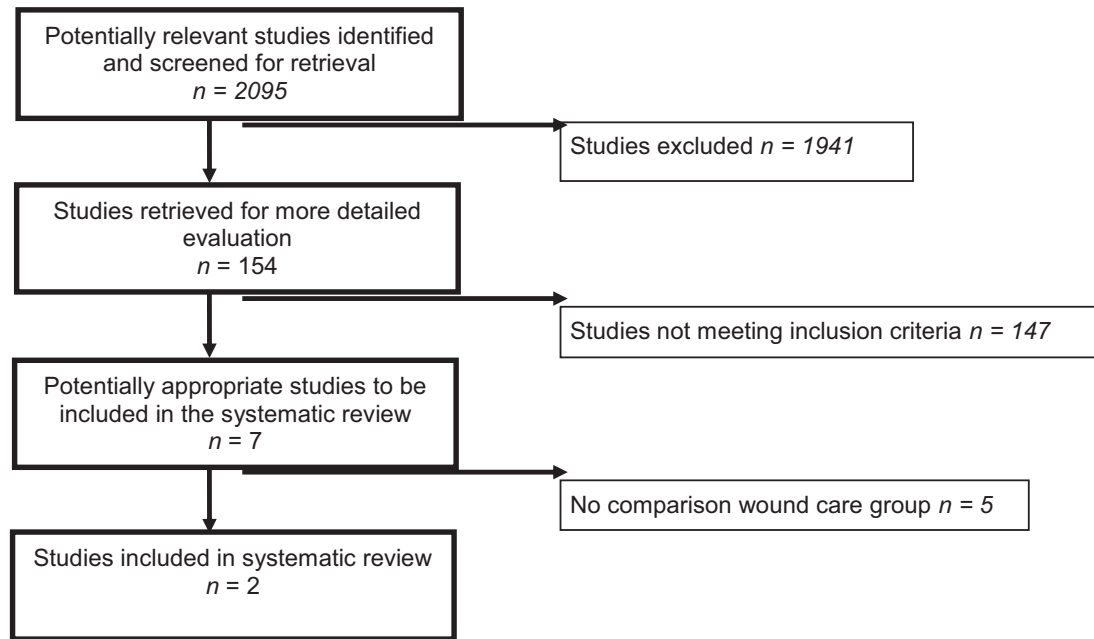 Potentially relevant studies identified
and screened for retrieval
n = 2095
Studies excluded n = 1941
Studies retrieved for more detailed
evaluation
n = 154
Studies not meeting inclusion criteria n = 147
Potentially appropriate studies to be
included in the systematic review
n = 7
No comparison wound care group n = 5
Studies included in systematic review
n = 2